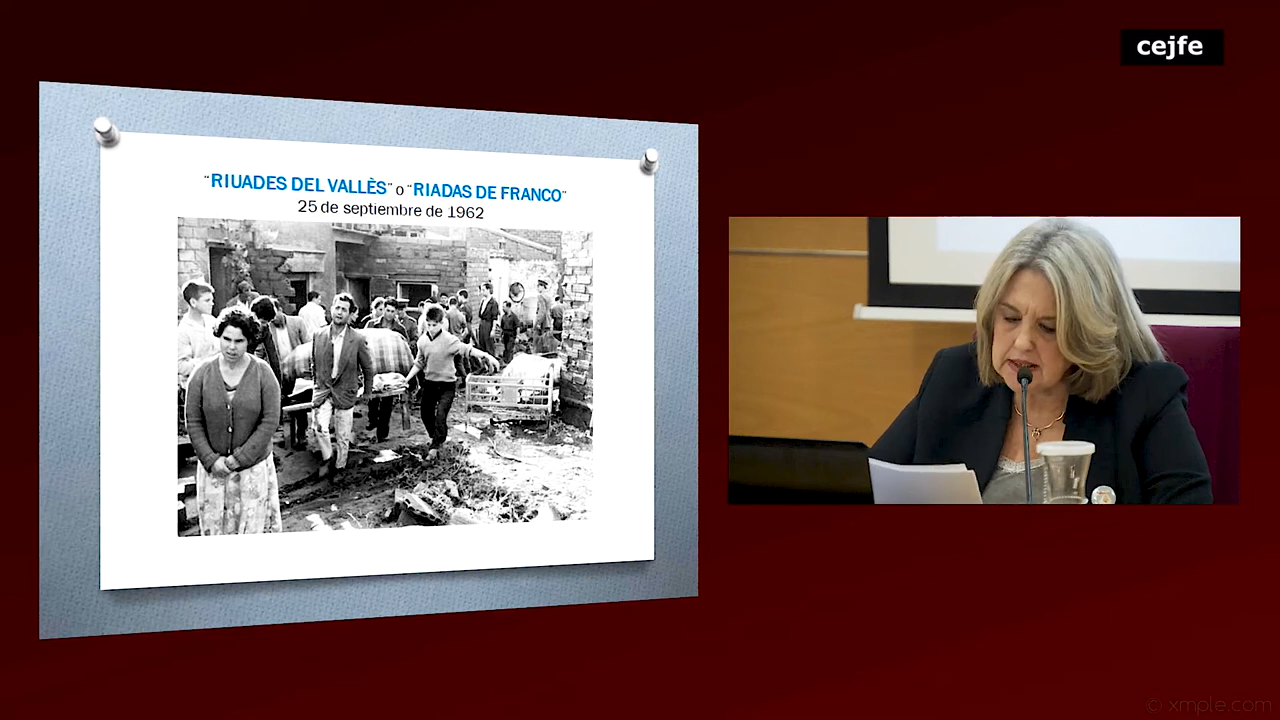 cejfe
"RIUADES DEL VALLÈS" o "RIADAS DE FRANCO"
25 de septiembre de 1962
© xmple.com